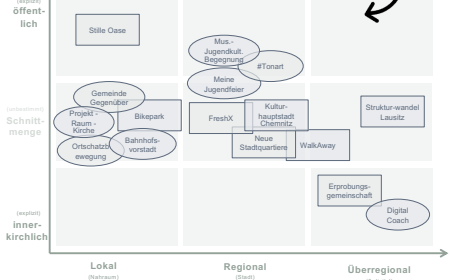 (explizit)
öffent-
lich
Stille Oase
Mus.-
Jugendkult.
Begegnung
#Tonart
Meine
Jugendfeier
Gemeinde
Gegenüber
Schnitt-
menge
Projekt -
Raum -
Kirche
Bikepark
FreshX
Kultur-
hauptstadt
Chemnitz
Struktur-wandel
Lausitz
Ortschatzb
ewegung
Bahnhofs-
vorstadt
Neue
Stadtquartiere
WalkAway
Erprobungs-
gemeinschaft
Digital
Coach
(explizit)
inner-
kirchlich
Lokal
(Nahraum)
Regional
(Stadt)
Überregional